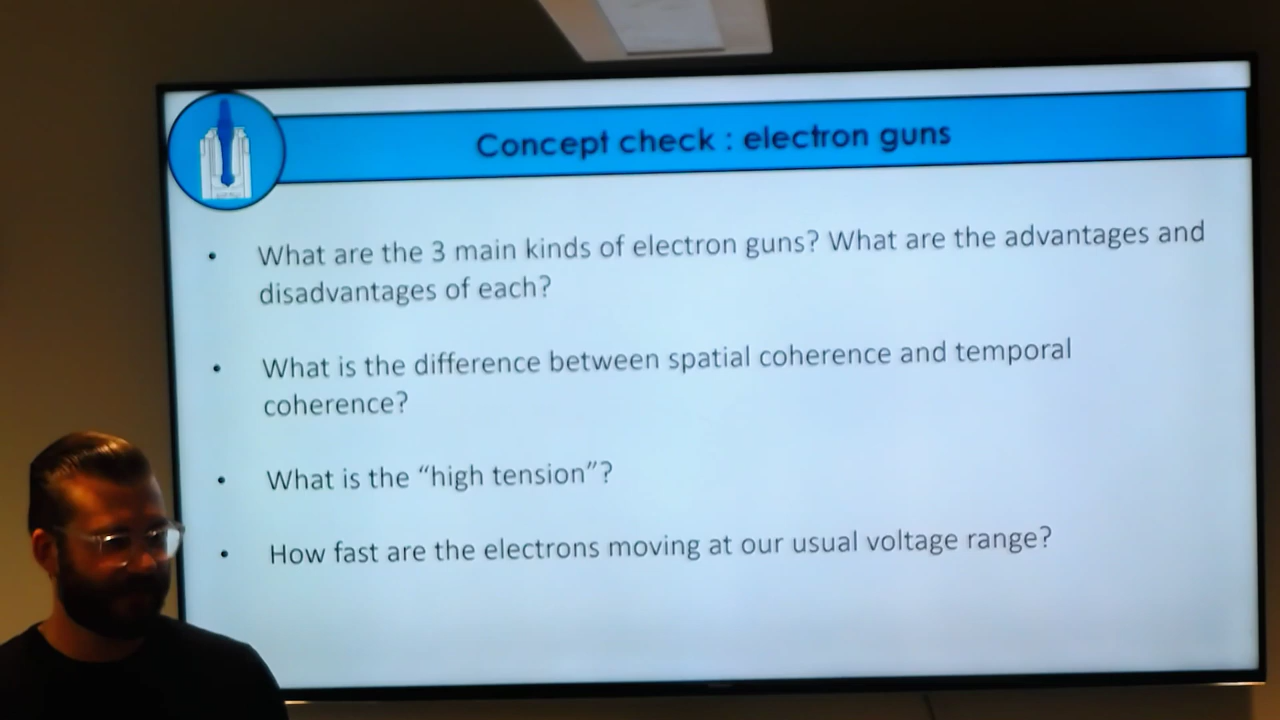 Concept check : electron guns
• What are the 3 main kinds of electron guns? What are the advantages and
disadvantages of each?
• What is the difference between spatial coherence and temporal
coherence?
• What is the “high tension”?
• How fast are the electrons moving at our usual voltage range?